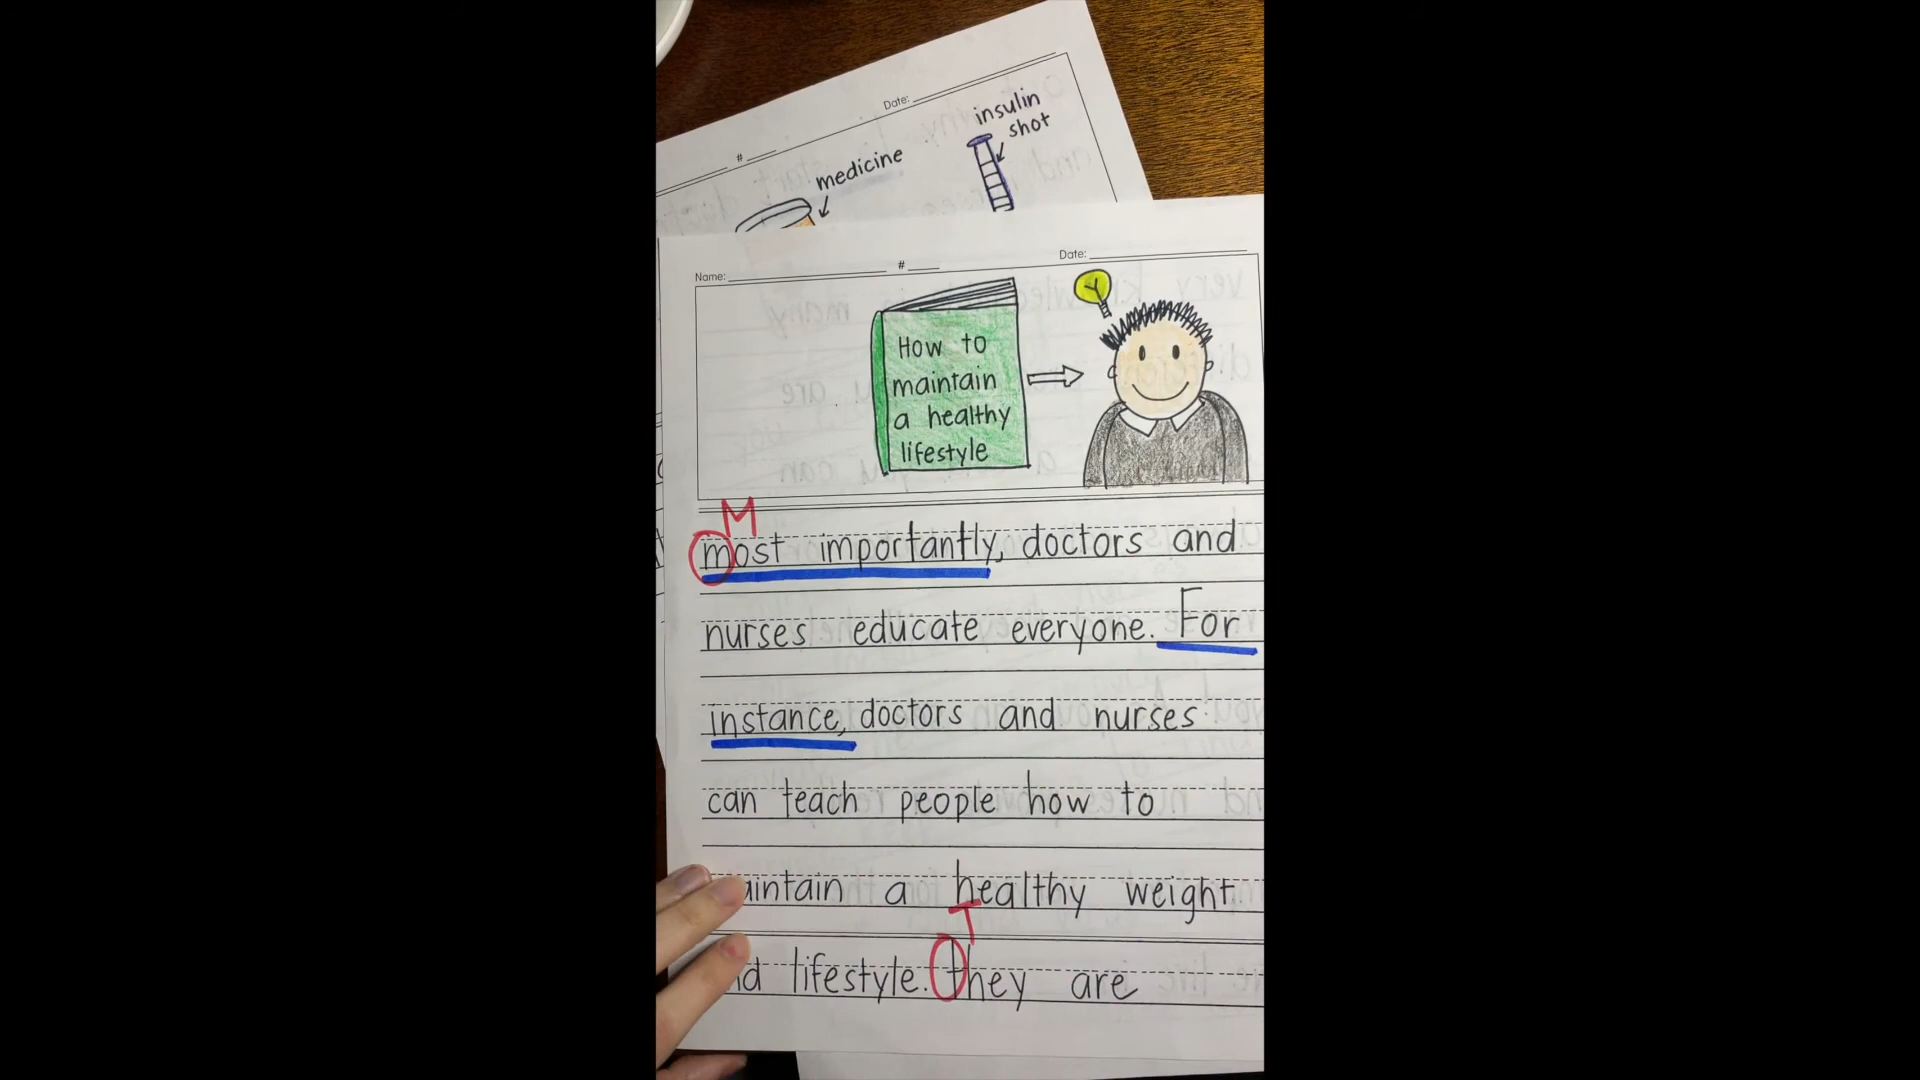 Date:
insulin
shot
#
medicine
Name: # Date:
How to
maintain
a healthy
lifestyle
M
most importantly, doctors and
nurses educate everyone. For
instance, doctors and nurses
can teach people how to
aintain a healthy weight
T
lifestyle. they are